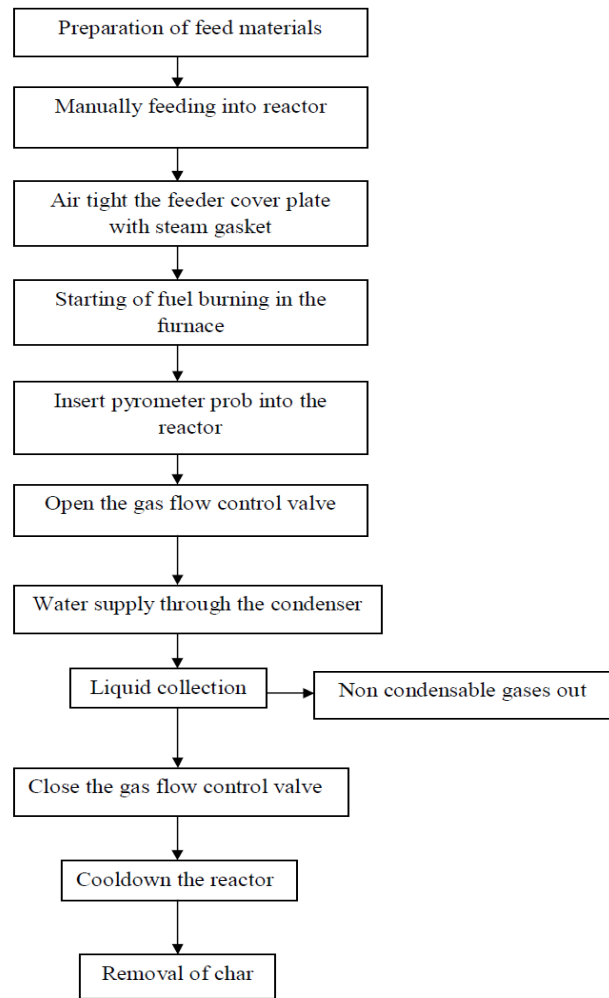 Preparation of feed materials
Manually feeding into reactor
Air tight the feeder cover plate
with steam gasket
Starting of fuel burning in the
furnace
Insert pyrometer prob into the
reactor
Open the gas flow control valve
Water supply through the condenser
Liquid collection
Non condensable gases out
Close the gas flow control valve
Cooldown the reactor
Removal of char